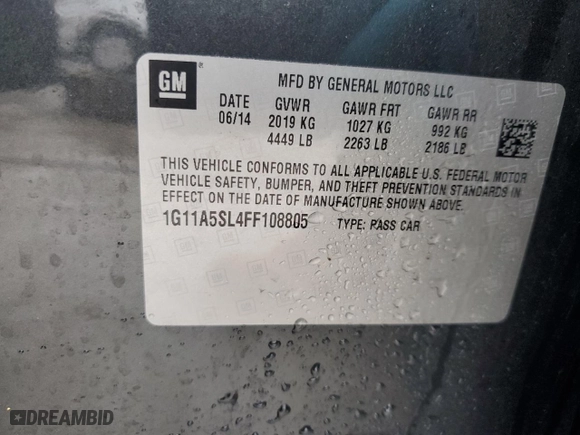 GM
®
MFD BY GENERAL MOTORS LLC
DATE GVWR GAWR FRT GAWR RR
06/14 2019 KG 1027 KG 992 KG
4449 LB 2263 LB 2186 LB
THIS VEHICLE CONFORMS TO ALL APPLICABLE U.S. FEDERAL MOTOR
VEHICLE SAFETY, BUMPER, AND THEFT PREVENTION STANDARDS IN
EFFECT ON THE DATE OF MANUFACTURE SHOWN ABOVE.
1G11A5SL4FF108805 TYPE: PASS CAR
DREAMBID